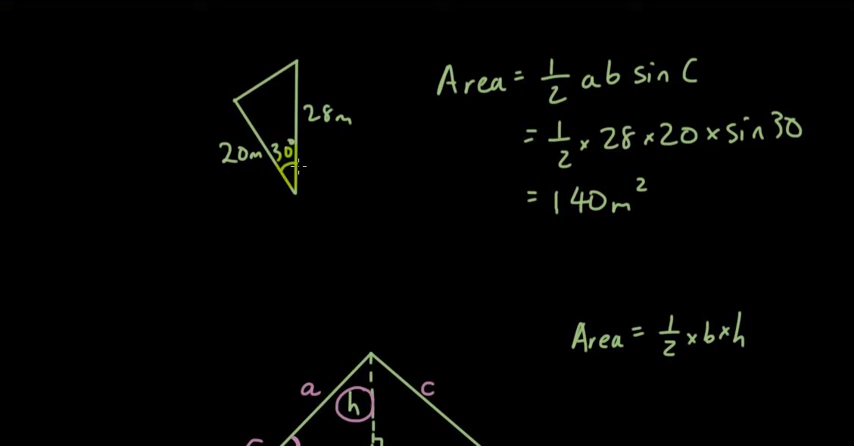 28m
20m 30°
Area = 1/2 ab sin C
= 1/2 × 28 × 20 × sin 30
= 140m²
Area = 1/2 × b × h
a
h
c